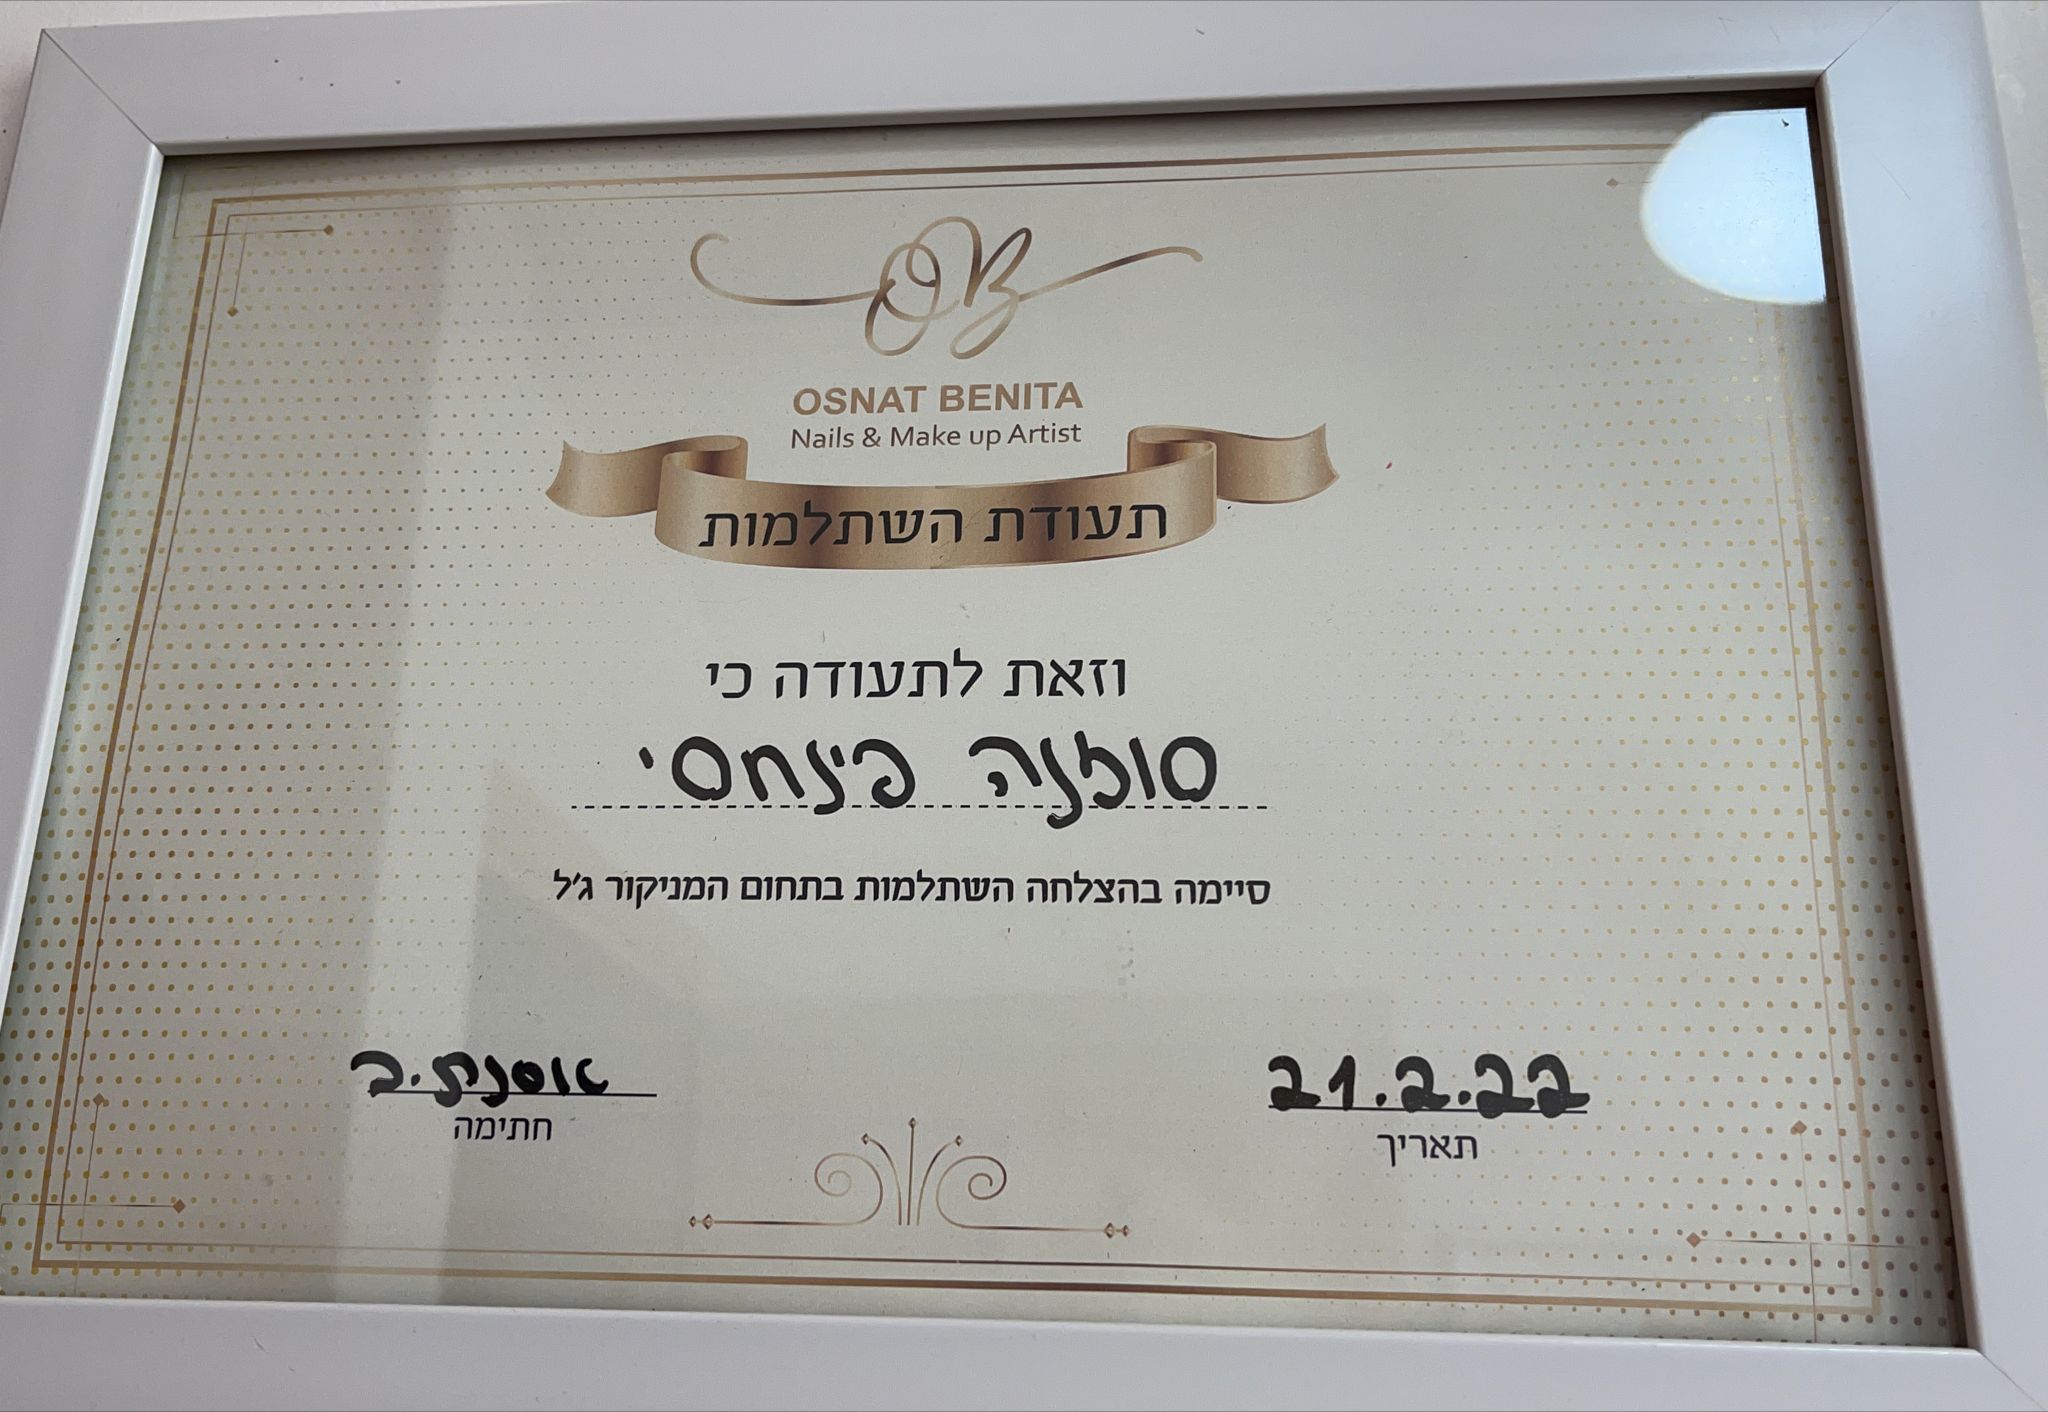 OB
OSNAT BENITA
Nails & Make up Artist
תעודת השתלמות
וזאת לתעודה כי
סוזנה פינחסי
סיימה בהצלחה השתלמות בתחום המניקור ג'ל
21.2.22
תאריך
אוסנת.ב
חתימה